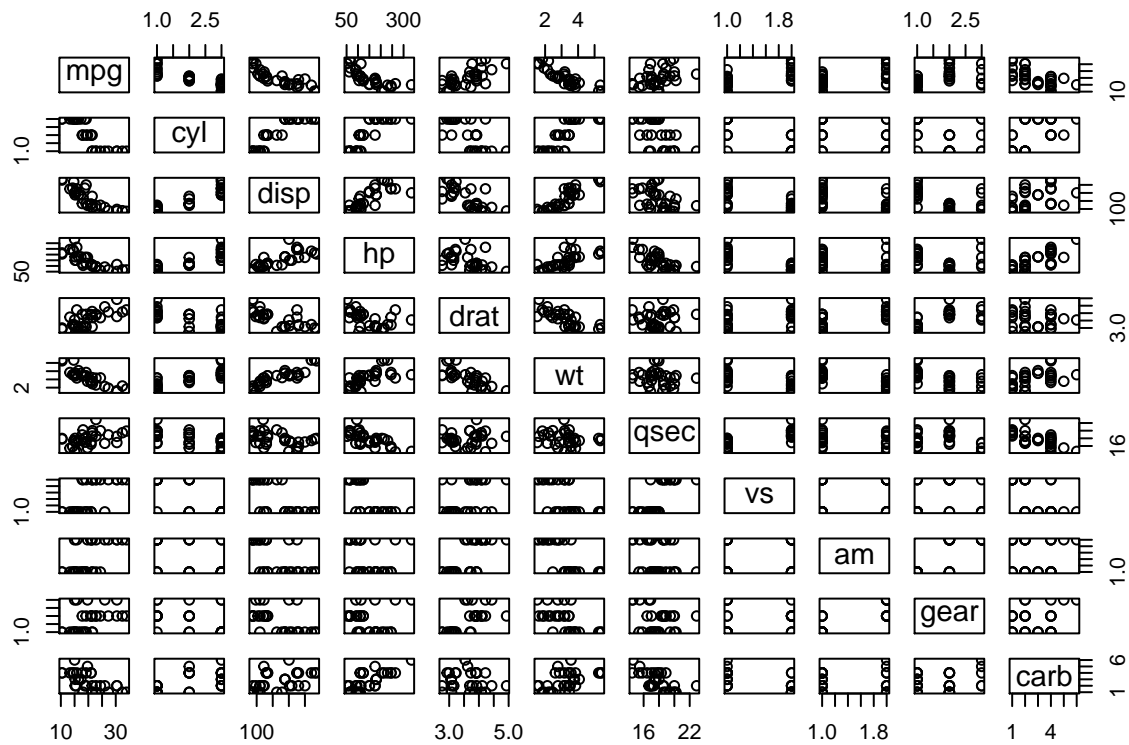 1.0 2.5 50 300 2 4 1.0 1.8 1.0 2.5
mpg 10
1.0 cyl
disp 100
50 hp
drat 3.0
2 wt
qsec 16
1.0 vs
am 1.0
1.0 gear
carb 1 6
10 30 100 3.0 5.0 16 22 1.0 1.8 1 4